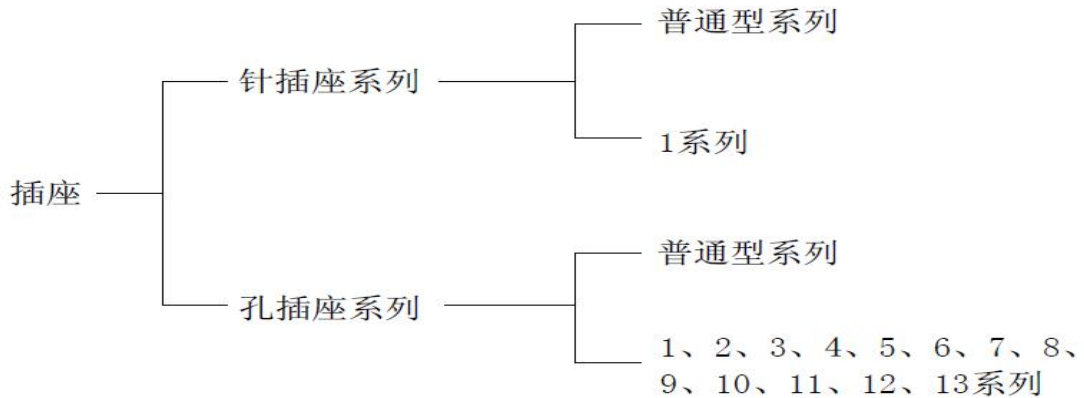 普通型系列
针插座系列
1系列
插座
普通型系列
孔插座系列
1、2、3、4、5、6、7、8、
9、10、11、12、13系列